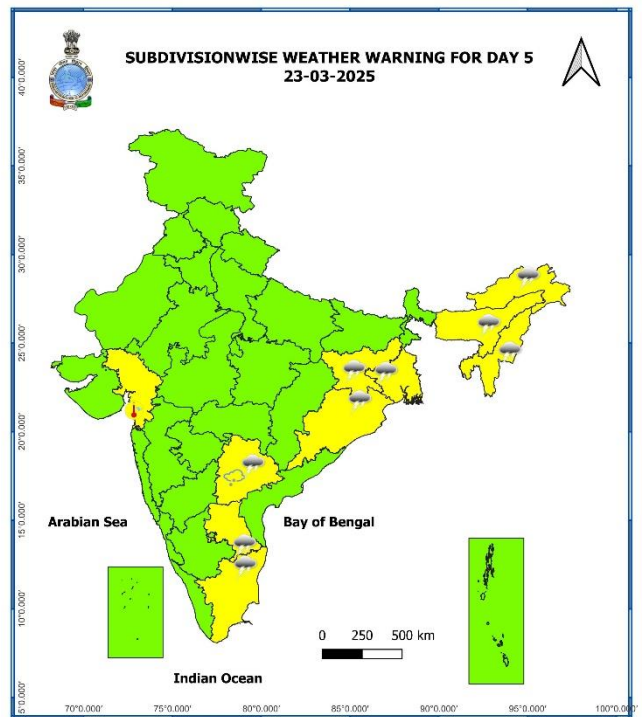 SUBDIVISIONWISE WEATHER WARNING FOR DAY 5
23-03-2025
40°0.000'
35°0.000'
30°0.000'
25°0.000'
20°0.000'
15°0.000'
10°0.000'
5°0.000'
Arabian Sea
Bay of Bengal
0 250 500 km
Indian Ocean
70°0.000' 75°0.000' 80°0.000' 85°0.000' 90°0.000' 95°0.000' 100°0.000'